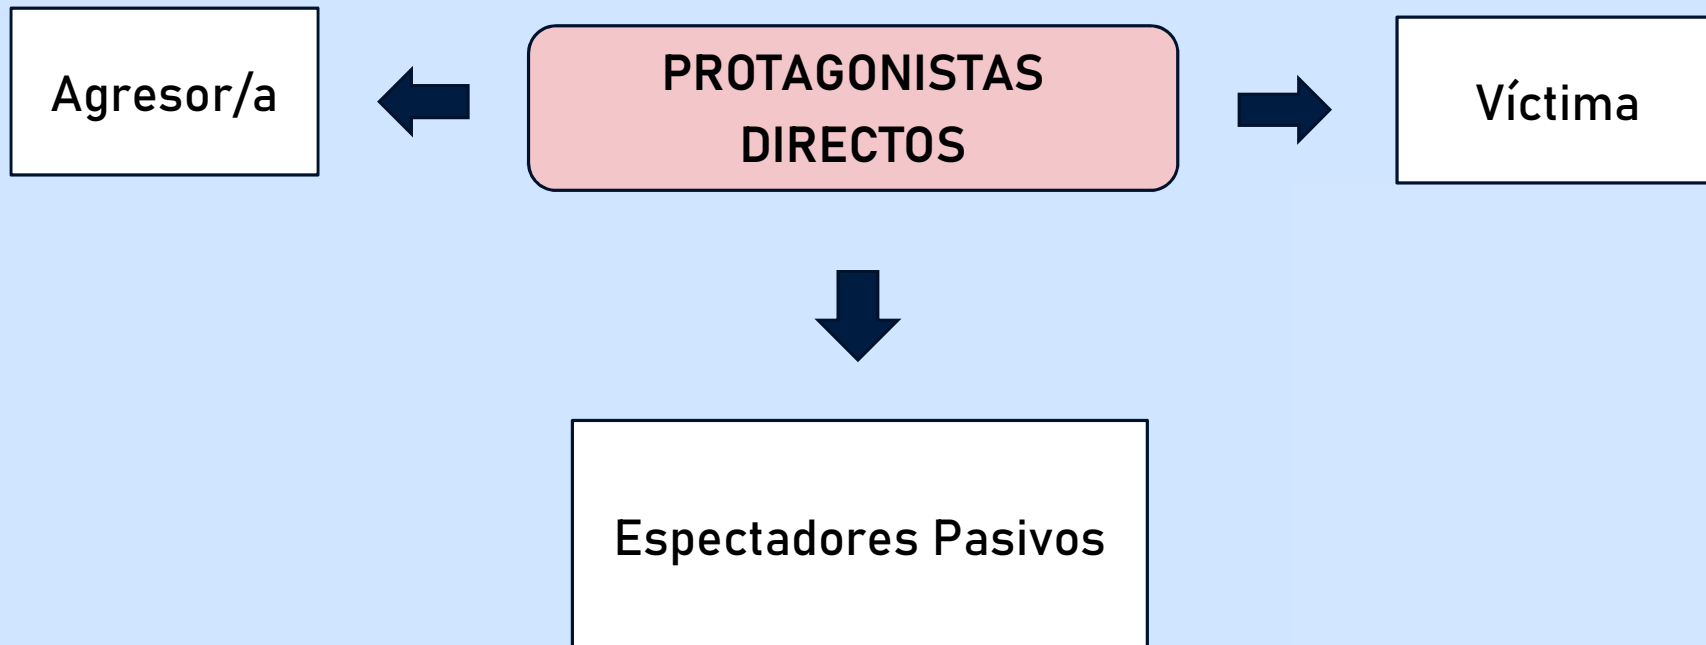 Agresor/a
PROTAGONISTAS
DIRECTOS
Víctima
Espectadores Pasivos